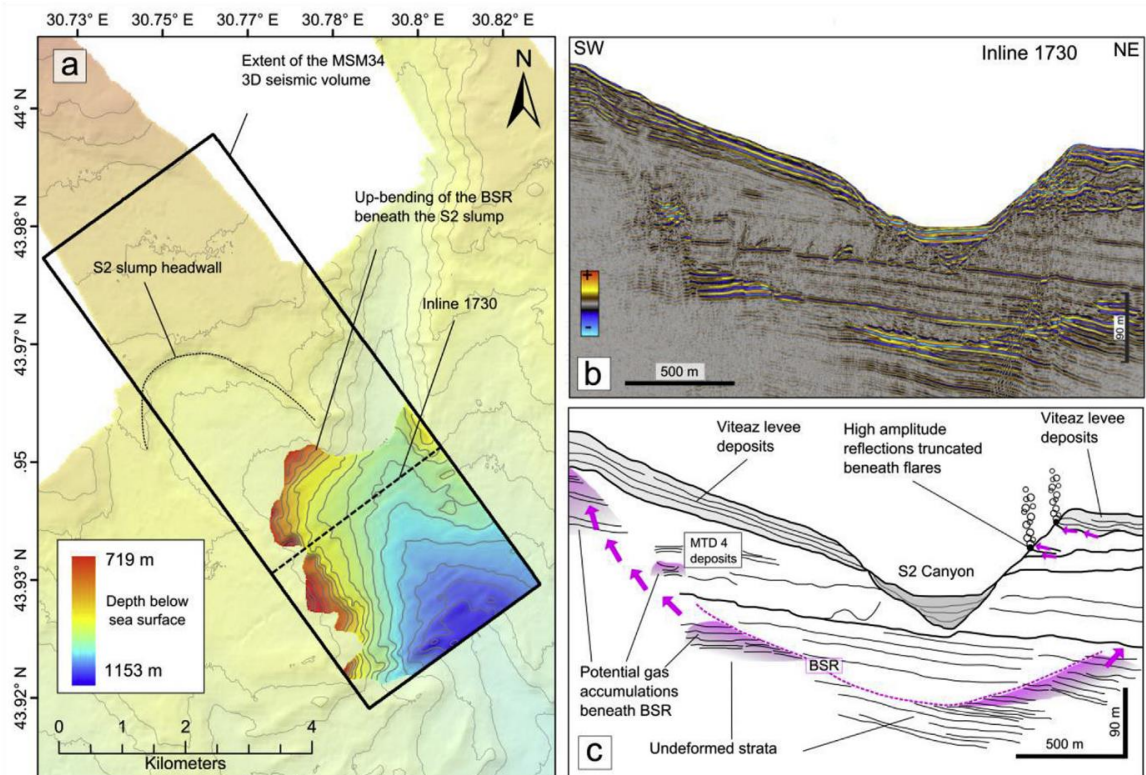 30.73° E 30.75° E 30.77° E 30.78° E 30.8° E 30.82° E
a
Extent of the MSM34
3D seismic volume
N
44° N
43.98° N
43.97° N
95
43.93° N
43.92° N
Up-bending of the BSR
beneath the S2 slump
S2 slump headwall
Inline 1730
719 m
Depth below
sea surface
1153 m
0 1 2 4
Kilometers
SW
Inline 1730
NE
+
-
500 m
90 m
b
Viteaz levee
deposits
High amplitude
reflections truncated
beneath flares
Viteaz levee
deposits
MTD 4
deposits
S2 Canyon
BSR
Potential gas
accumulations
beneath BSR
Undeformed strata
90 m
500 m
c